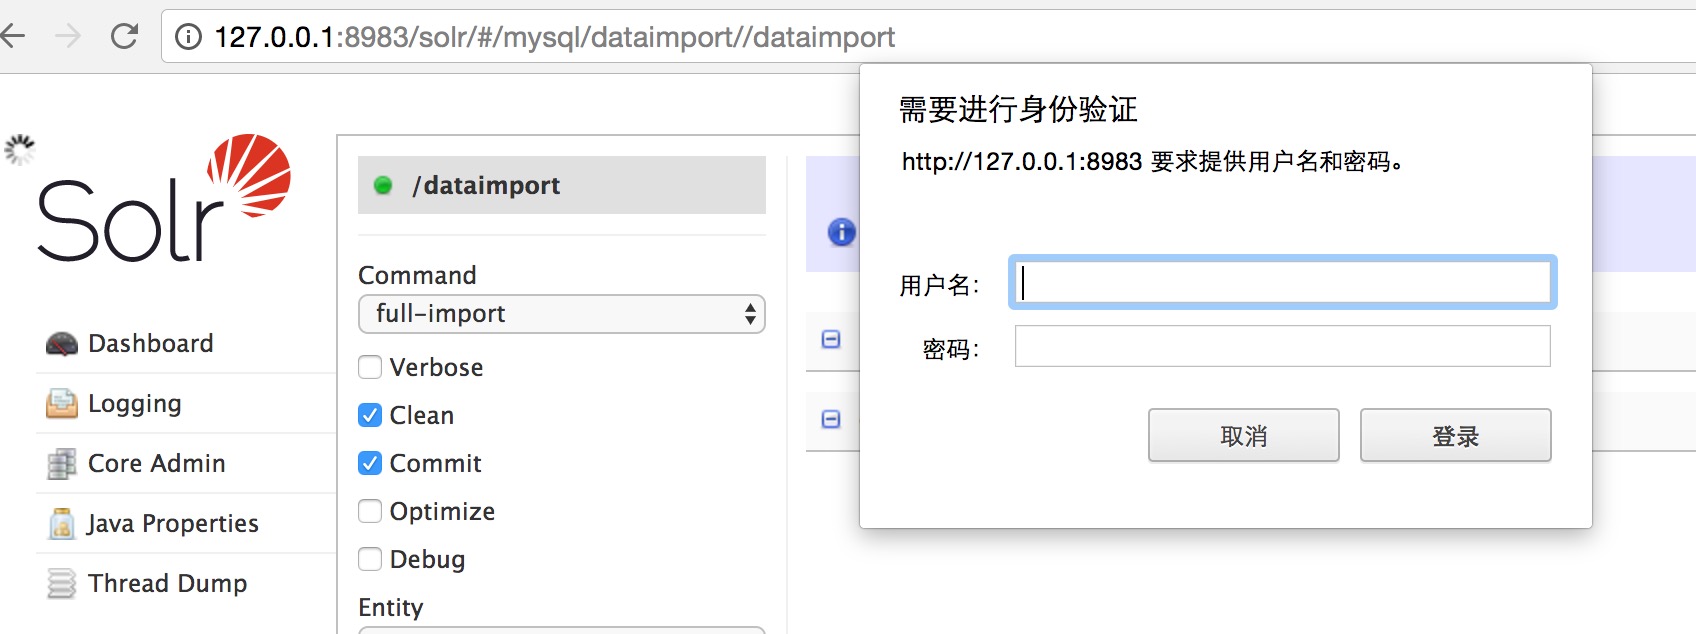 127.0.0.1:8983/solr/#/mysql/dataimport//dataimport
Solr
Dashboard
Logging
Core Admin
Java Properties
Thread Dump
/dataimport
Command
full-import
Verbose
Clean
Commit
Optimize
Debug
Entity
需要进行身份验证
http://127.0.0.1:8983 要求提供用户名和密码。
用户名：
密码：
取消
登录